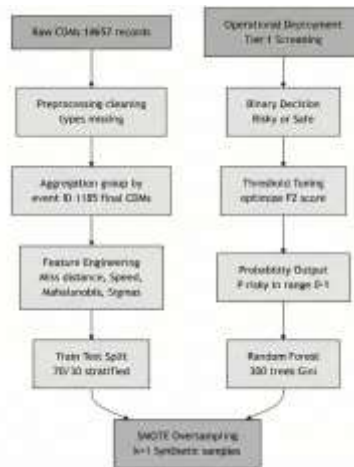 Raw CDMs 18657 records
Preprocessing cleaning
types missing
Aggregation group by
event ID 1185 final CDMs
Feature Engineering
Miss distance, Speed,
Mahalanobis, Sigmas
Train Test Split
70/30 stratified
SMOTE Oversampling
k=1 Synthetic samples
Operational Deployment
Tier I Screening
Binary Decision
Risky or Safe
Threshold Tuning
optimize F2 score
Probability Output
P risky in range 0-1
Random Forest
300 trees Gini